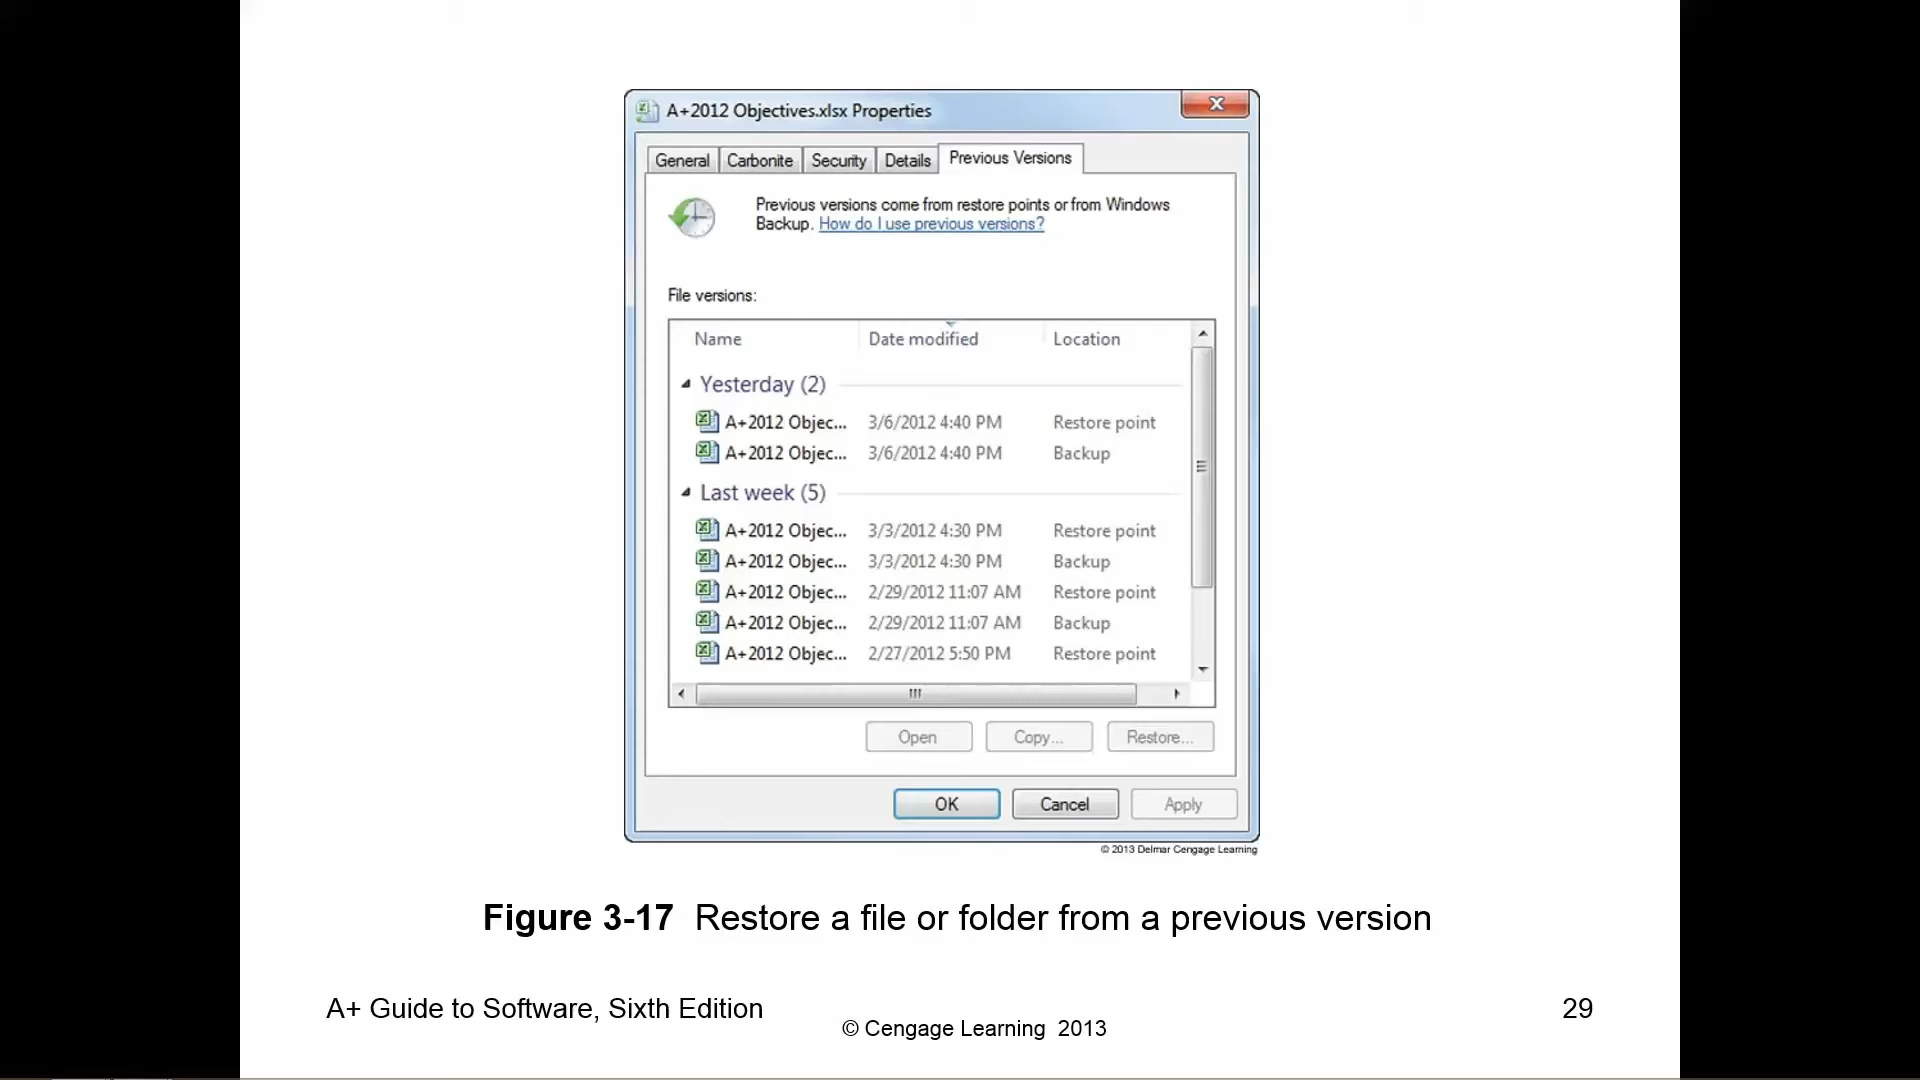 A+2012 Objectives.xlsx Properties
General Carbonite Security Details Previous Versions
Previous versions come from restore points or from Windows
Backup. How do I use previous versions?
File versions:
Name Date modified Location
Yesterday (2)
A+2012 Objec... 3/6/2012 4:40 PM Restore point
A+2012 Objec... 3/6/2012 4:40 PM Backup
Last week (5)
A+2012 Objec... 3/3/2012 4:30 PM Restore point
A+2012 Objec... 3/3/2012 4:30 PM Backup
A+2012 Objec... 2/29/2012 11:07 AM Restore point
A+2012 Objec... 2/29/2012 11:07 AM Backup
A+2012 Objec... 2/27/2012 5:50 PM Restore point
Open Copy... Restore...
OK Cancel Apply
© 2013 Delmar Cengage Learning
Figure 3-17 Restore a file or folder from a previous version
A+ Guide to Software, Sixth Edition
29
© Cengage Learning 2013